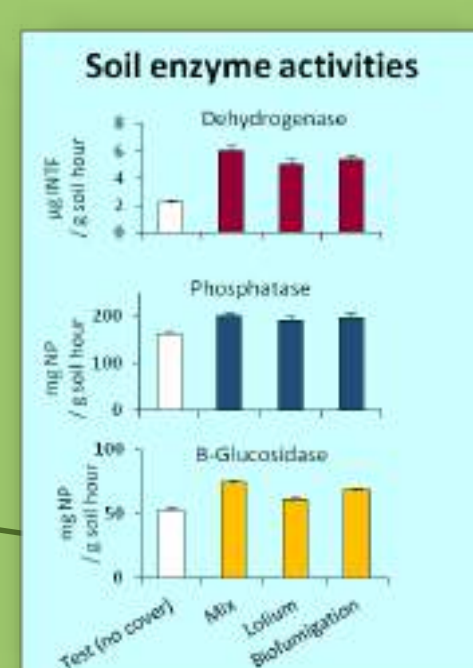 Soil enzyme activities
Dehydrogenase
µg INTF
/ g soil hour
8
6
4
2
0
Phosphatase
mg NP
/ g soil hour
200
100
0
B-Glucosidase
mg NP
/ g soil hour
100
50
0
Test (no cover)
Mix
Lolium
Biofumigation